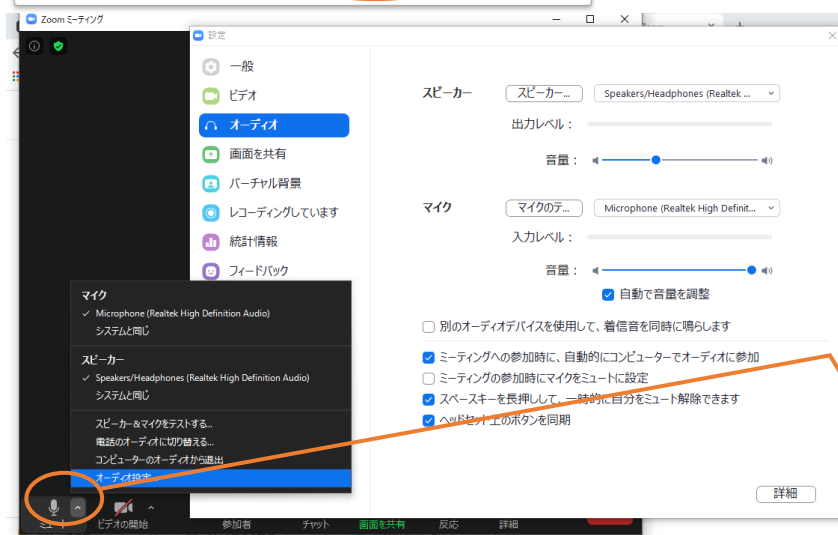 Zoom ミーティング
設定
一般
ビデオ
オーディオ
画面を共有
バーチャル背景
レコーディングしています
統計情報
フィードバック
スピーカー
スピーカー...
Speakers/Headphones (Realtek ...
出力レベル：
音量：
マイク
マイクのテ...
Microphone (Realtek High Definit...
入力レベル：
音量：
自動で音量を調整
別のオーディオデバイスを使用して、着信音を同時に鳴らします
ミーティングへの参加時に、自動的にコンピューターでオーディオに参加
ミーティングの参加時にマイクをミュートに設定
スペースキーを長押しして、一時的に自分をミュート解除できます
ヘッドセット上のボタンを同期
詳細
マイク
Microphone (Realtek High Definition Audio)
システムと同じ
スピーカー
Speakers/Headphones (Realtek High Definition Audio)
システムと同じ
スピーカー&マイクをテストする...
電話のオーディオに切り替える...
コンピューターのオーディオから退出
オーディオ設定...
ミュート
ビデオの開始
参加者
チャット
画面を共有
反応
詳細